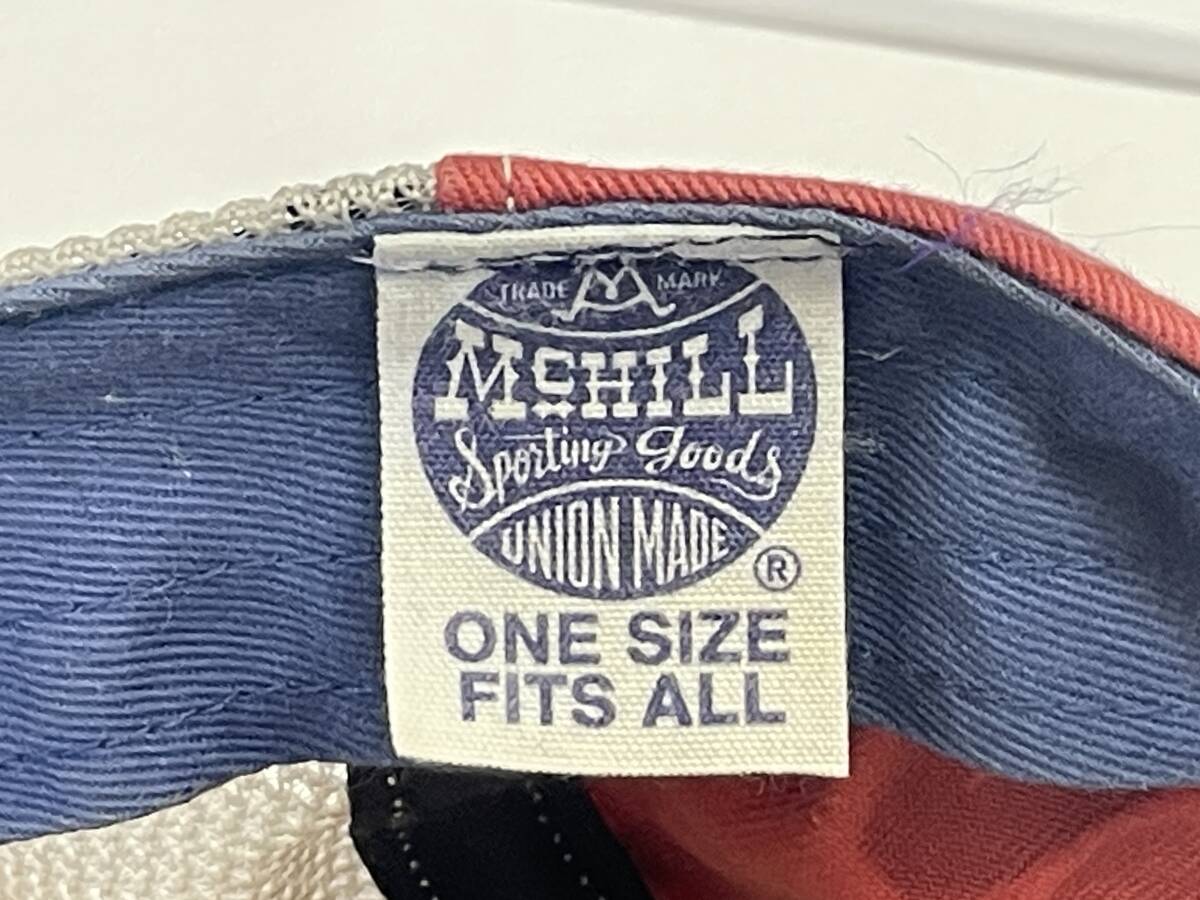 TRADE M MARK
McHILL
Sporting Goods
UNION MADE
®
ONE SIZE
FITS ALL